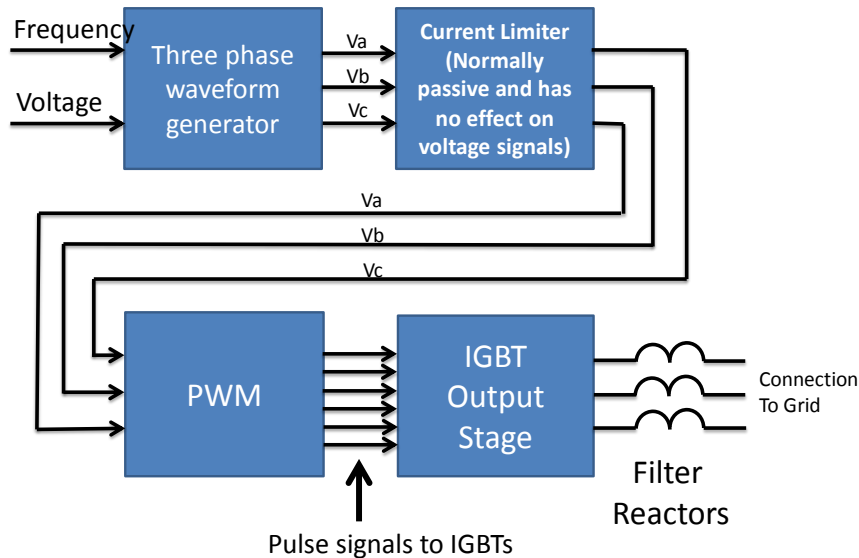 Frequency
Voltage
Three phase
waveform
generator
Va
Vb
Vc
Current Limiter
(Normally
passive and has
no effect on
voltage signals)
Va
Vb
Vc
PWM
IGBT
Output
Stage
Connection
To Grid
Filter
Reactors
Pulse signals to IGBTs